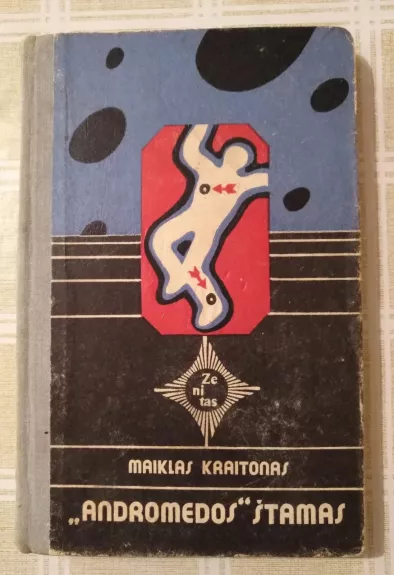 Ze
ni
tas
MAIKLAS KRAITONAS
„ANDROMEDOS“ ŠTAMAS